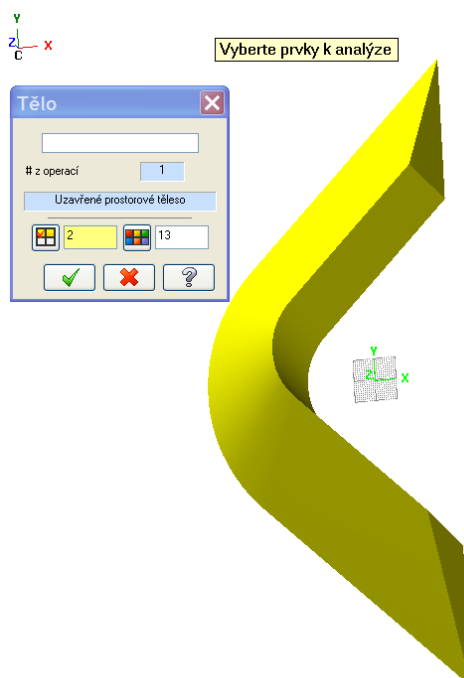 Y
Z
X
C
Vyberte prvky k analýze
Tělo
# z operací
1
Uzavřené prostorové těleso
2
13
Y
Z
X